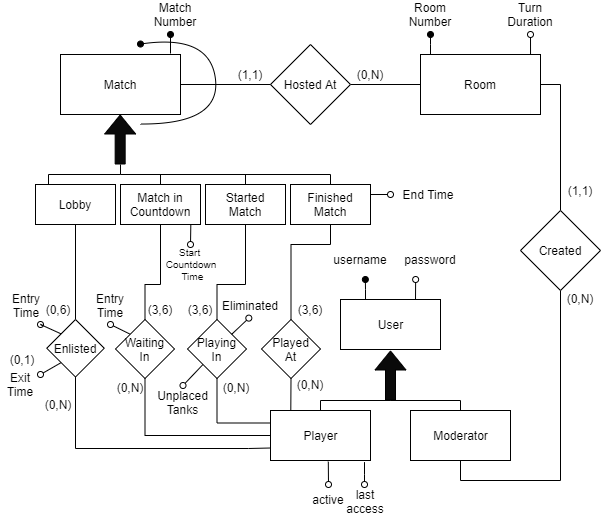 Match
Number
Room
Number
Turn
Duration
Match
(1,1)
Hosted At
(0,N)
Room
Lobby
Match in
Countdown
Started
Match
Finished
Match
End Time
(1,1)
Start
Countdown
Time
Created
username
password
Entry
Time
(0,6)
Entry
Time
(3,6)
(3,6)
Eliminated
(3,6)
(0,N)
User
Enlisted
Waiting
In
Playing
In
Played
At
(0,1)
Exit
Time
(0,N)
(0,N)
(0,N)
(0,N)
Unplaced
Tanks
Player
Moderator
active
last
access